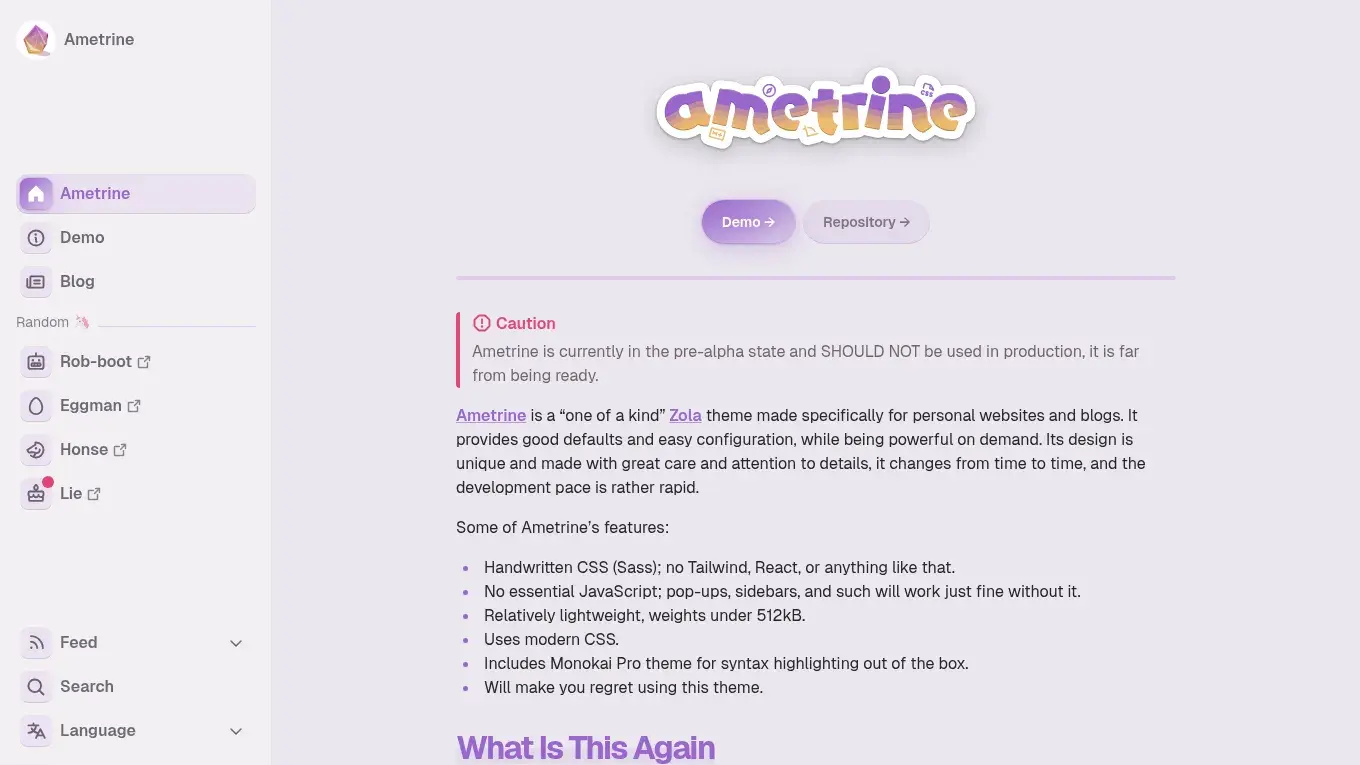 Ametrine
Ametrine
Demo
Blog
Random 🦄
Rob-boot
Eggman
Honse
Lie
Feed
Search
Language
ametrine
Demo →
Repository →
Caution
Ametrine is currently in the pre-alpha state and SHOULD NOT be used in production, it is far
from being ready.
Ametrine is a “one of a kind” Zola theme made specifically for personal websites and blogs. It
provides good defaults and easy configuration, while being powerful on demand. Its design is
unique and made with great care and attention to details, it changes from time to time, and the
development pace is rather rapid.
Some of Ametrine’s features:
• Handwritten CSS (Sass); no Tailwind, React, or anything like that.
• No essential JavaScript; pop-ups, sidebars, and such will work just fine without it.
• Relatively lightweight, weights under 512kB.
• Uses modern CSS.
• Includes Monokai Pro theme for syntax highlighting out of the box.
• Will make you regret using this theme.
What Is This Again